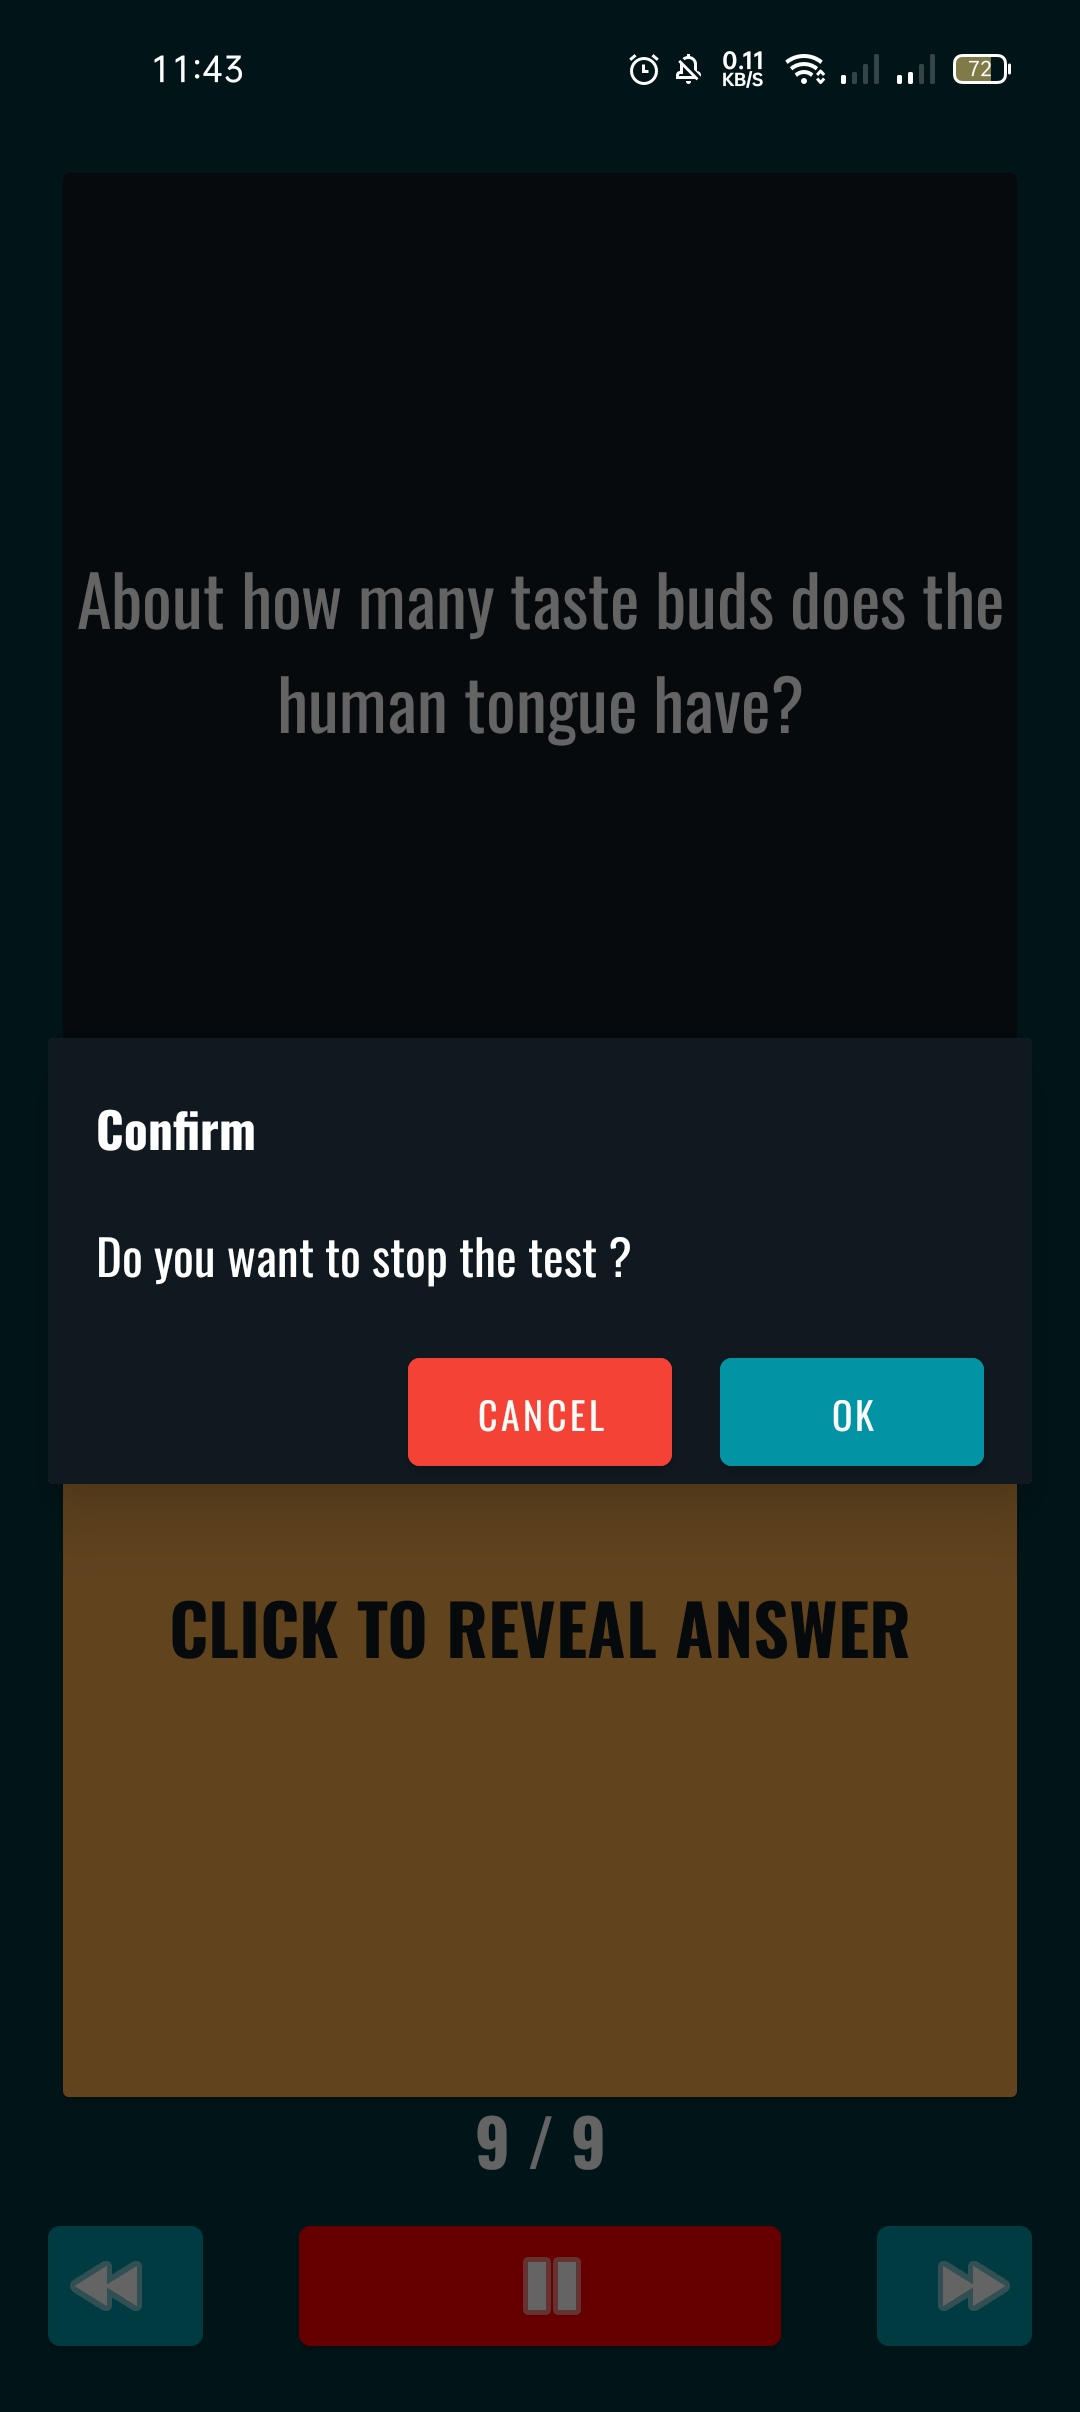 11:43
0.11
KB/S
72
About how many taste buds does the
human tongue have?
Confirm
Do you want to stop the test ?
CANCEL
OK
CLICK TO REVEAL ANSWER
9 / 9